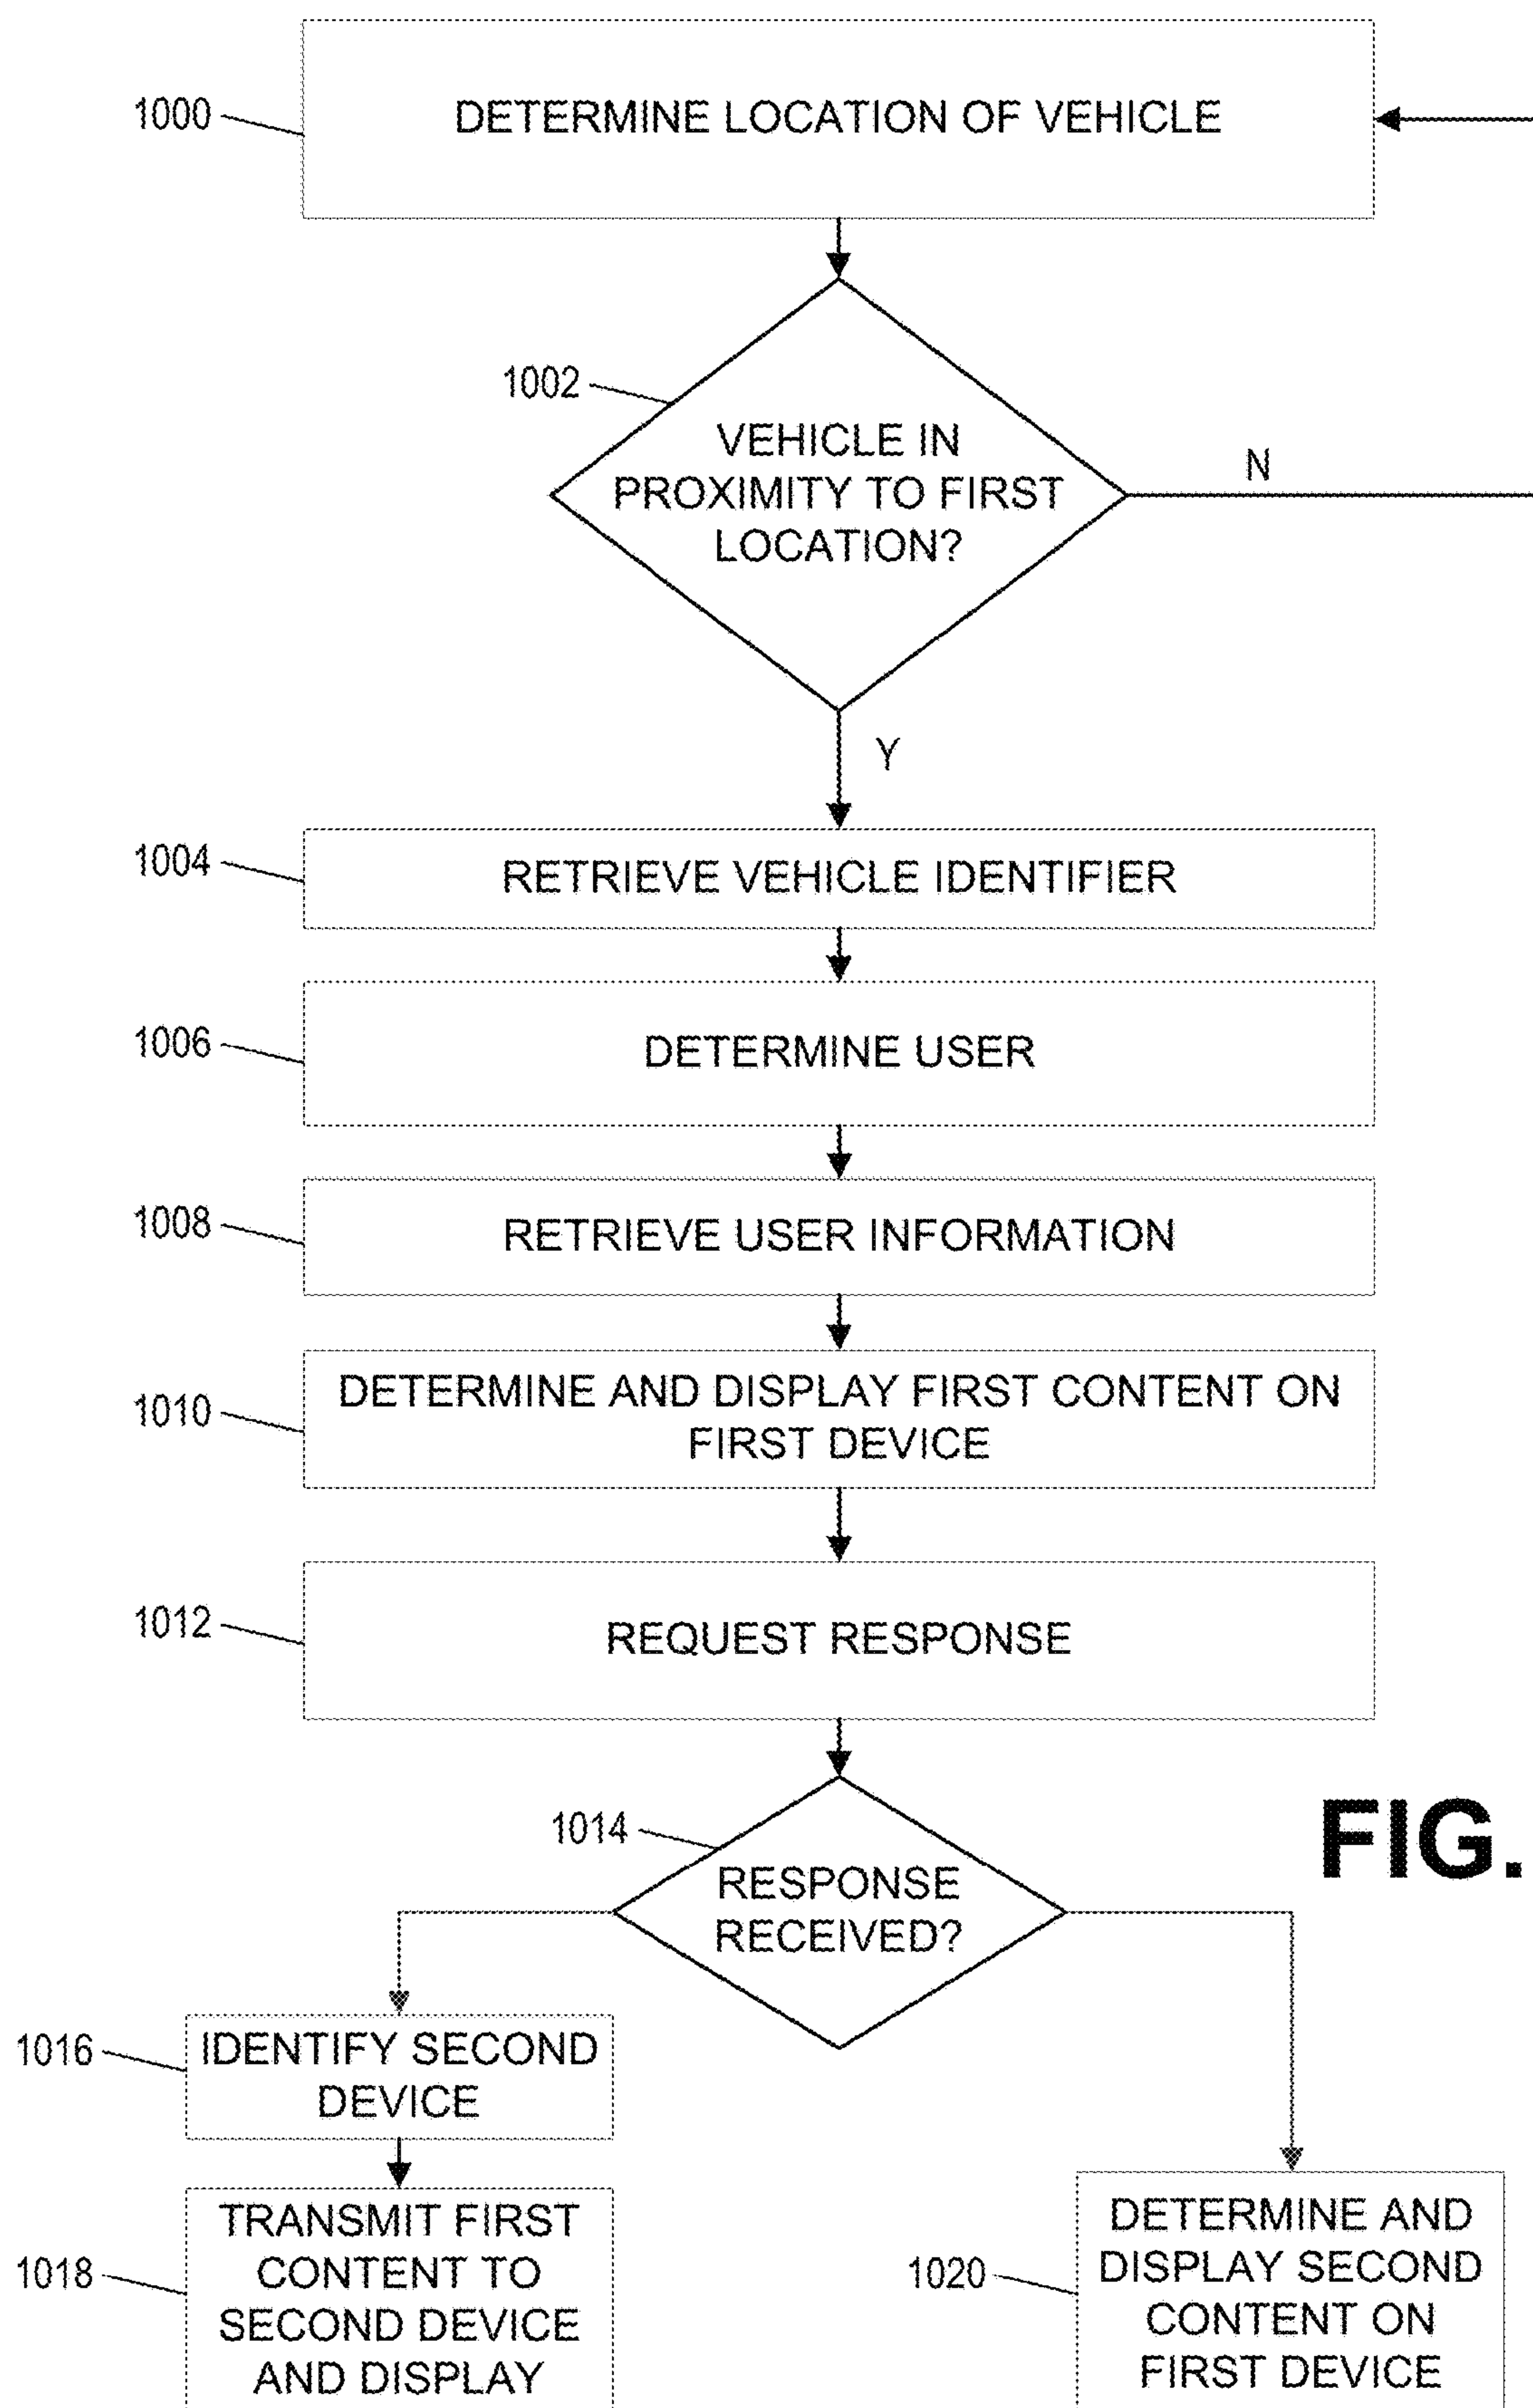 1000
DETERMINE LOCATION OF VEHICLE
1002
VEHICLE IN
PROXIMITY TO FIRST
LOCATION?
N
Y
1004
RETRIEVE VEHICLE IDENTIFIER
1006
DETERMINE USER
1008
RETRIEVE USER INFORMATION
1010
DETERMINE AND DISPLAY FIRST CONTENT ON
FIRST DEVICE
1012
REQUEST RESPONSE
FIG.
1014
RESPONSE
RECEIVED?
1016
IDENTIFY SECOND
DEVICE
1018
TRANSMIT FIRST
CONTENT TO
SECOND DEVICE
AND DISPLAY
1020
DETERMINE AND
DISPLAY SECOND
CONTENT ON
FIRST DEVICE